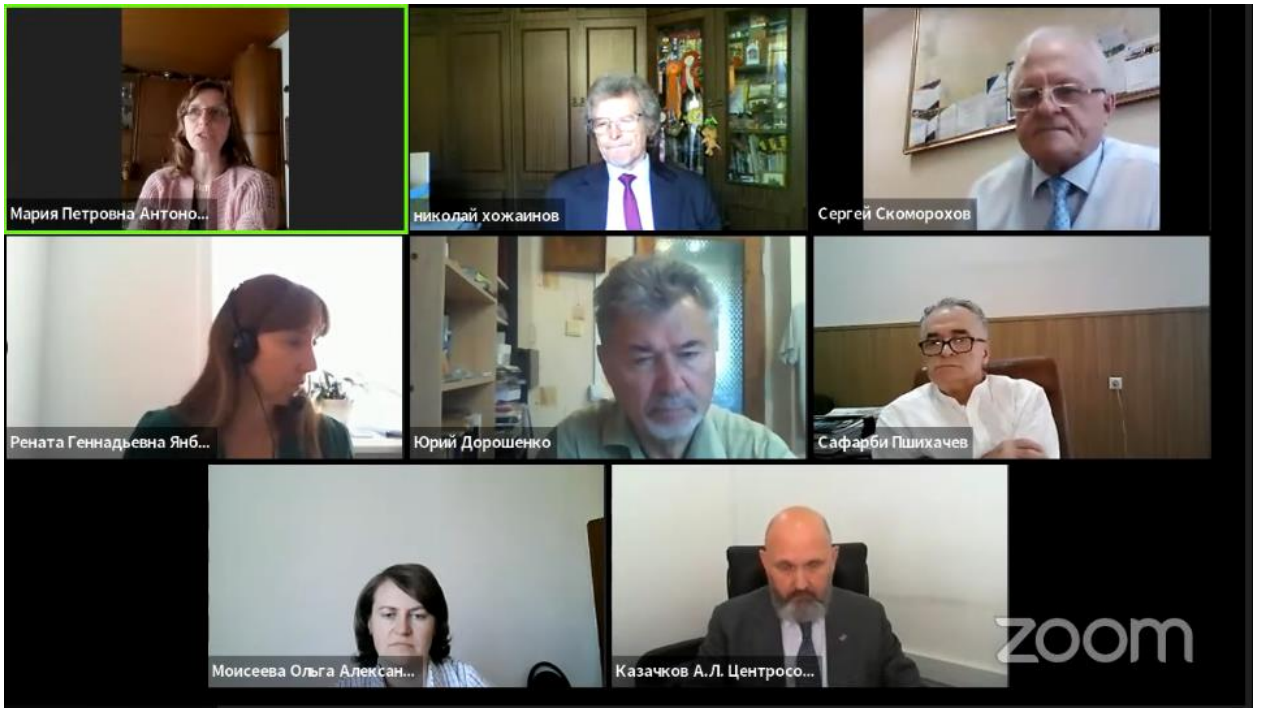 Мария Петровна Антоно...
николай хожаинов
Сергей Скоморохов
Рената Геннадьевна Янб...
Юрий Дорошенко
Сафарби Пшихачев
Моисеева Ольга Алексан...
Казачков А.Л. Центросо...
zoom